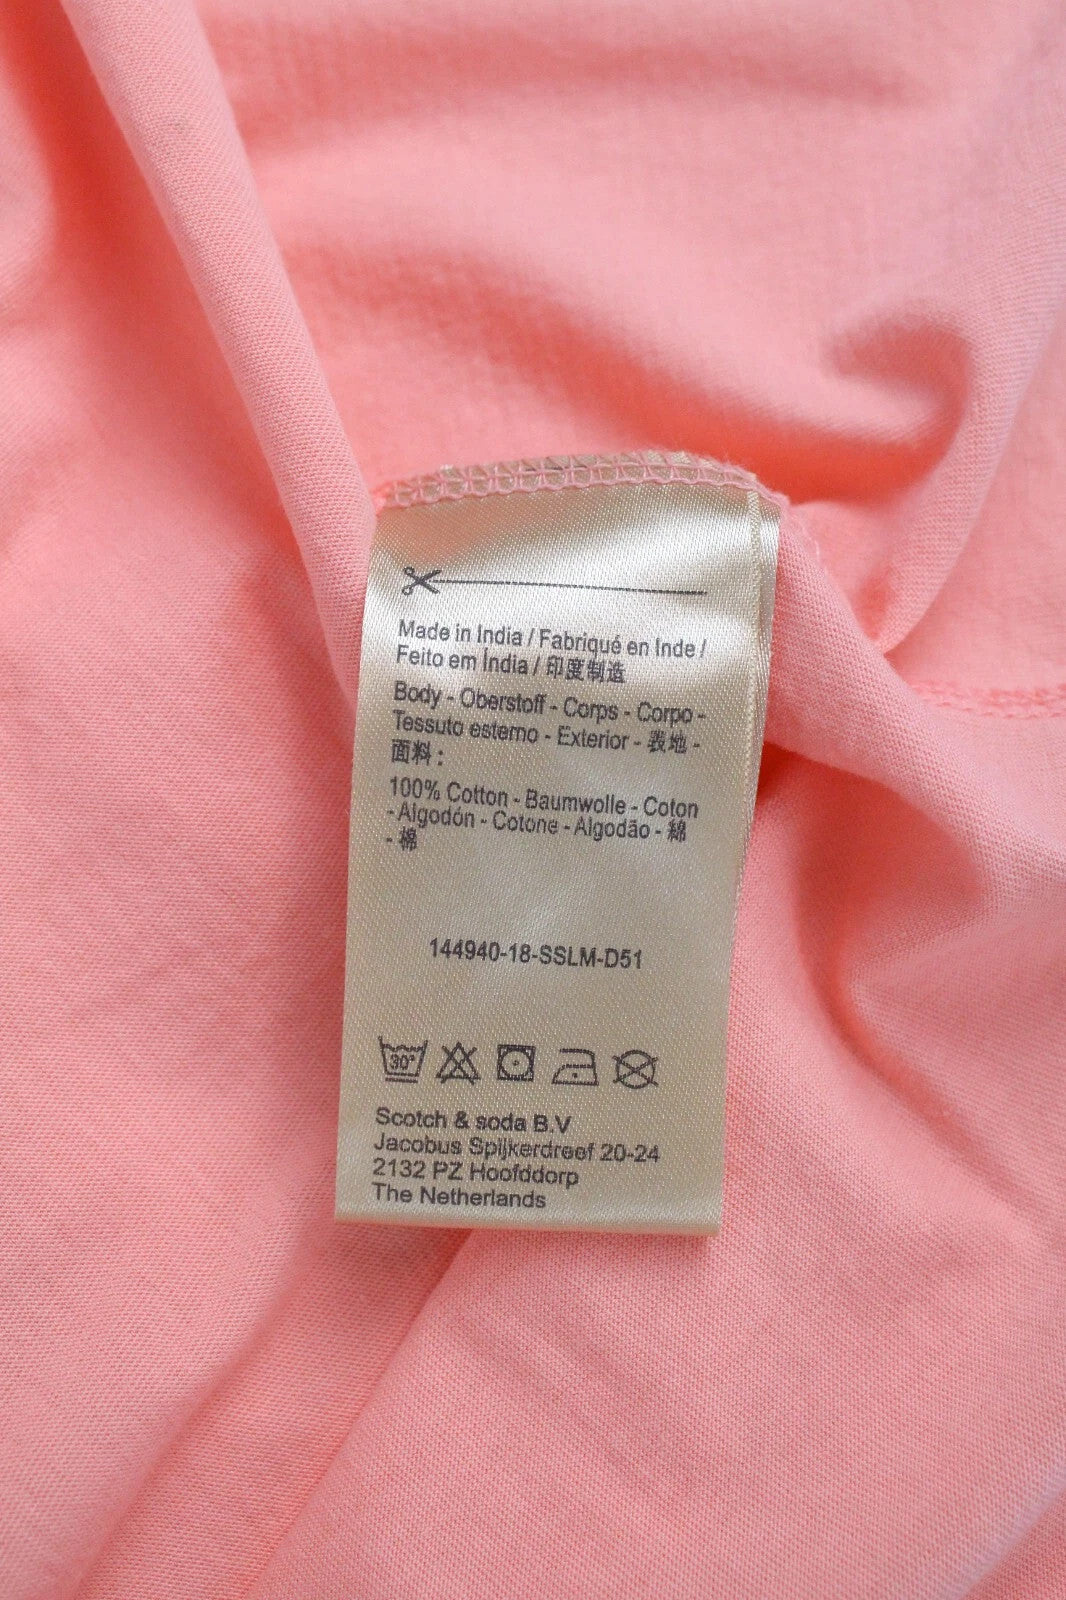 Made in India / Fabriqué en Inde /
Feito em Índia / 印度制造
Body - Oberstoff - Corps - Corpo -
Tessuto esterno - Exterior - 表地 -
面料 :
100% Cotton - Baumwolle - Coton
- Algodón - Cotone - Algodão - 綿
- 棉
144940-18-SSLM-D51
30°
Scotch & soda B.V
Jacobus Spijkerdreef 20-24
2132 PZ Hoofddorp
The Netherlands